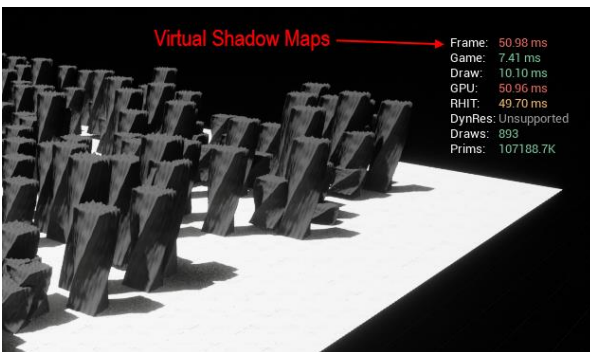 Virtual Shadow Maps
Frame: 50.98 ms
Game: 7.41 ms
Draw: 10.10 ms
GPU: 50.96 ms
RHIT: 49.70 ms
DynRes: Unsupported
Draws: 893
Prims: 107188.7K